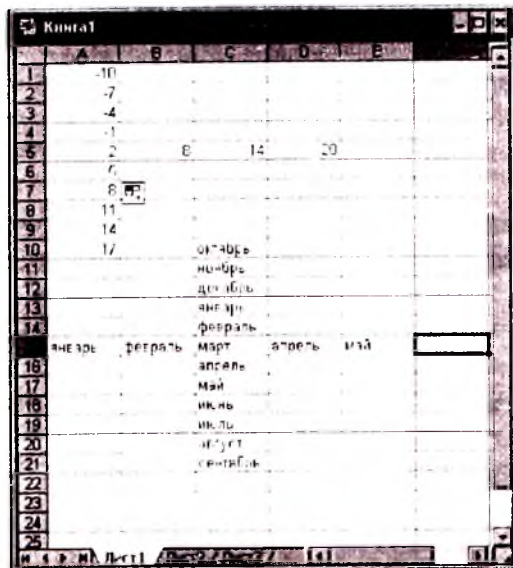 Книга1
A B C D E
1 -10
2 -7
3 -4
4 -1
5 2 8 14 20
6
7 8
8 11
9 14
10 17 октябрь
11 ноябрь
12 декабрь
13 январь
14 февраль
январь февраль март апрель май
16 апрель
17 май
18 июнь
19 июль
20 август
21 сентябрь
22
23
24
25
Лист1 Лист2 Лист3